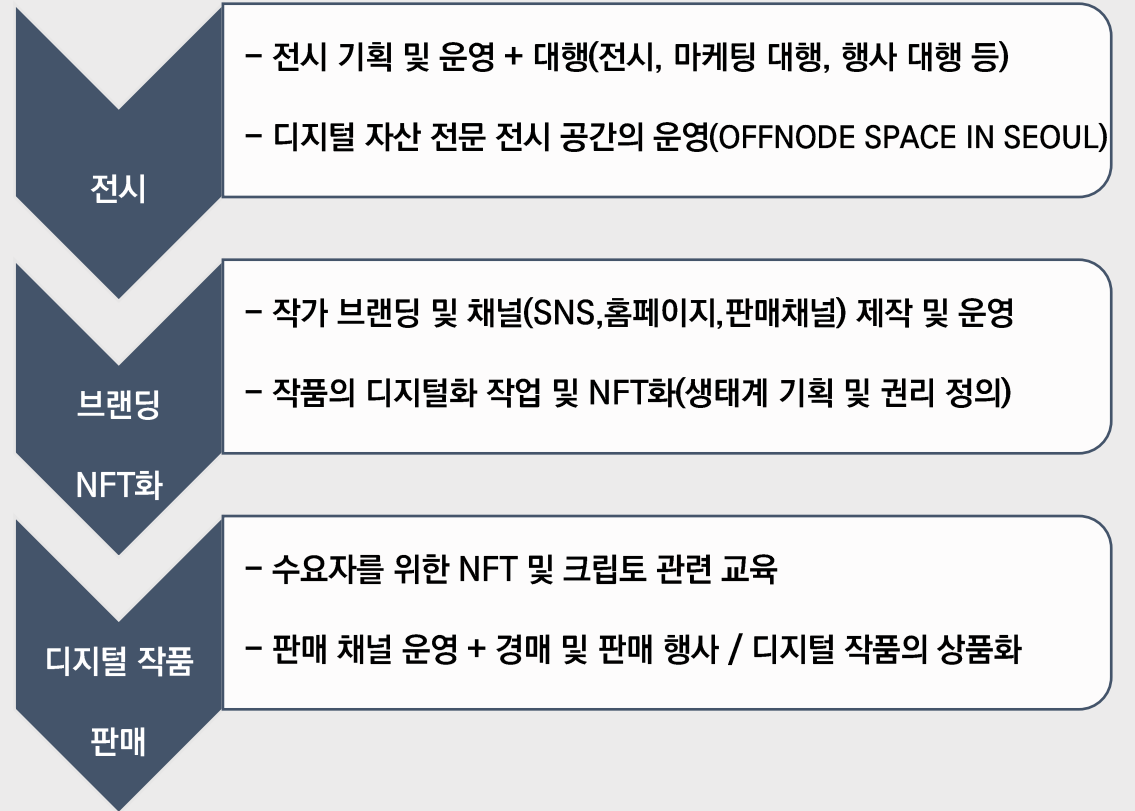 전시
– 전시 기획 및 운영 + 대행(전시, 마케팅 대행, 행사 대행 등)
– 디지털 자산 전문 전시 공간의 운영(OFFNODE SPACE IN SEOUL)
브랜딩
NFT화
– 작가 브랜딩 및 채널(SNS,홈페이지,판매채널) 제작 및 운영
– 작품의 디지털화 작업 및 NFT화(생태계 기획 및 권리 정의)
디지털 작품
판매
– 수요자를 위한 NFT 및 크립토 관련 교육
– 판매 채널 운영 + 경매 및 판매 행사 / 디지털 작품의 상품화